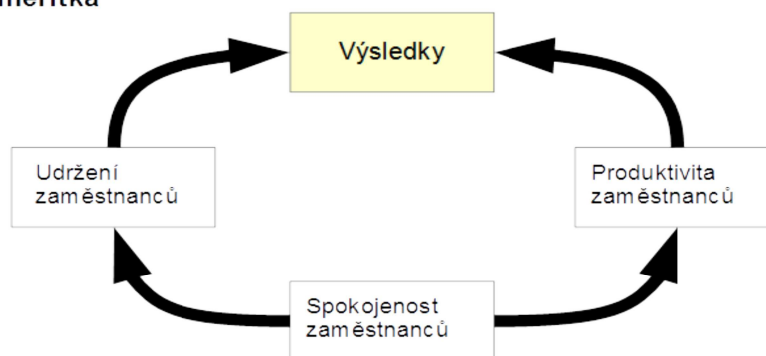 Výsledky
Udržení
zaměstnanců
Produktivita
zaměstnanců
Spokojenost
zaměstnanců